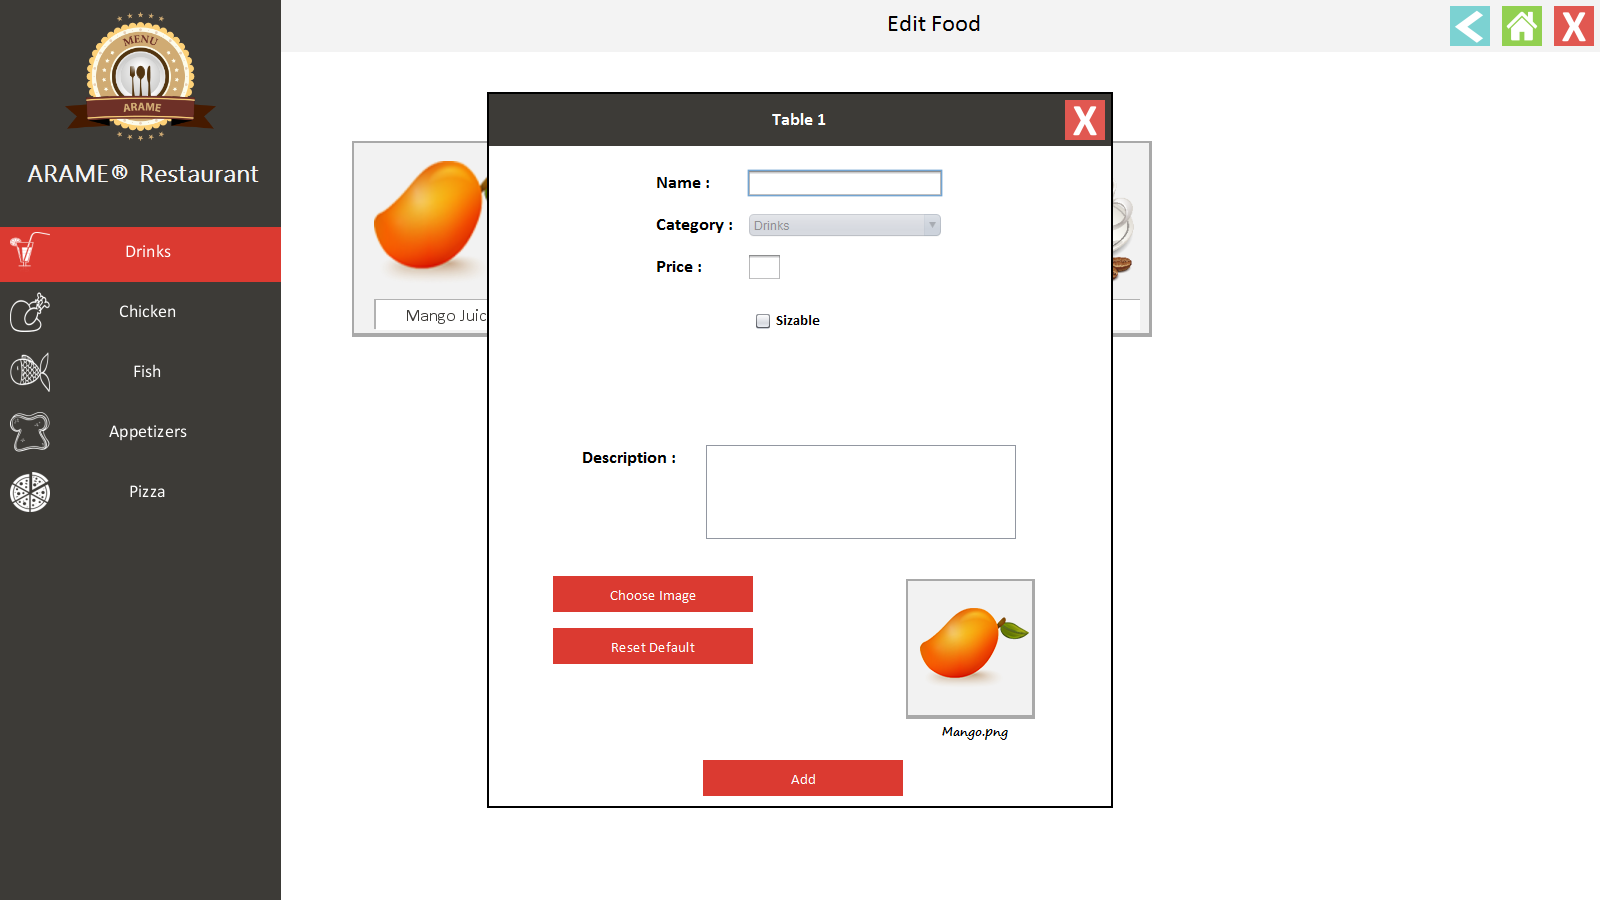 MENU
ARAME
ARAME® Restaurant
Drinks
Chicken
Fish
Appetizers
Pizza
Edit Food
X
Table 1
X
Name :
Category :
Drinks
Price :
Sizable
Mango Juic
Description :
Choose Image
Reset Default
Mango.png
Add